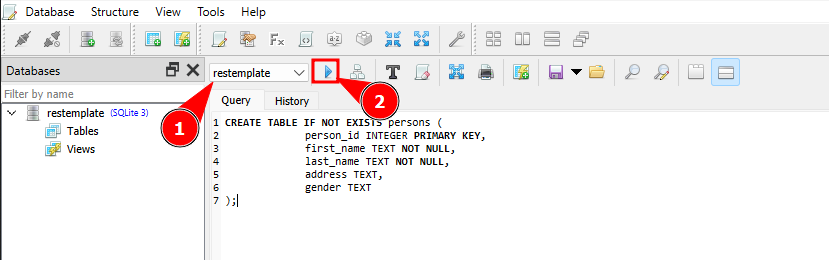 Database Structure View Tools Help
Databases
restemplate
Filter by name
1
2
restemplate (SQLite 3)
Tables
Views
Query History
1 CREATE TABLE IF NOT EXISTS persons (
2 person_id INTEGER PRIMARY KEY,
3 first_name TEXT NOT NULL,
4 last_name TEXT NOT NULL,
5 address TEXT,
6 gender TEXT
7 );